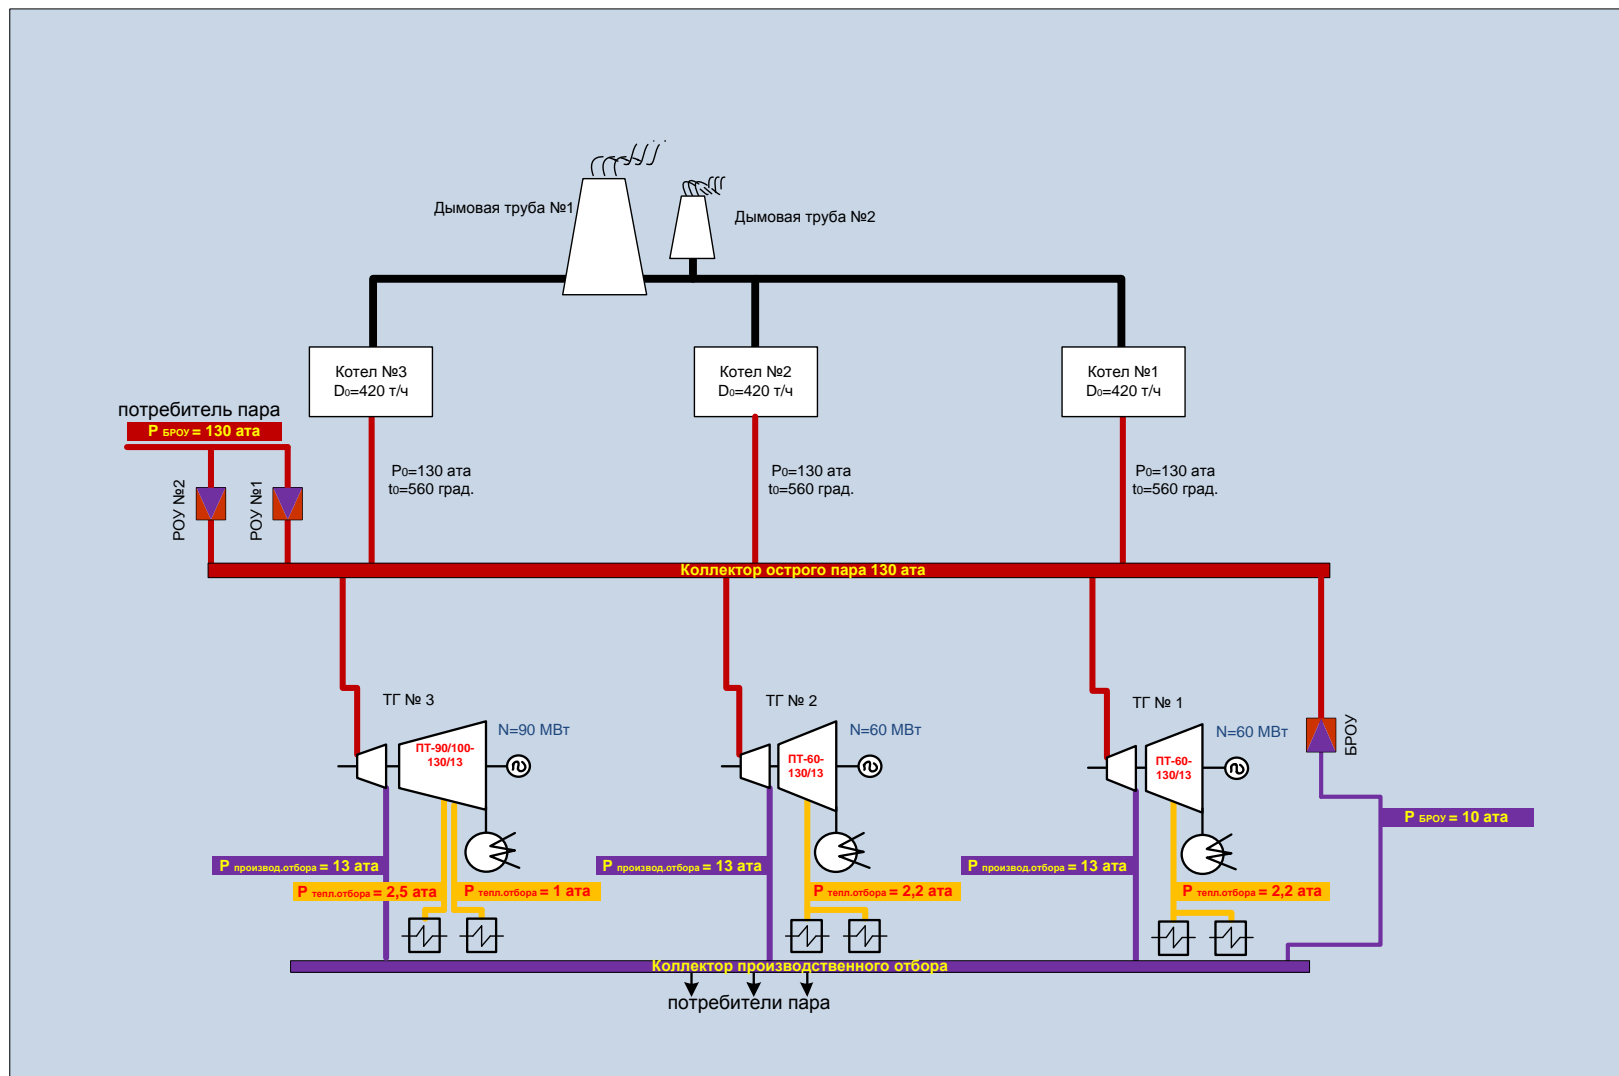 Дымовая труба №1
Дымовая труба №2
Котел №3
D₀=420 т/ч
Котел №2
D₀=420 т/ч
Котел №1
D₀=420 т/ч
потребитель пара
Р БРОУ = 130 ата
Р₀=130 ата
t₀=560 град.
Р₀=130 ата
t₀=560 град.
Р₀=130 ата
t₀=560 град.
РОУ №2
РОУ №1
Коллектор острого пара 130 ата
ТГ № 3
ТГ № 2
ТГ № 1
N=90 МВт
N=60 МВт
N=60 МВт
ПТ-90/100-
130/13
ПТ-60-
130/13
ПТ-60-
130/13
БРОУ
Р БРОУ = 10 ата
Р производ.отбора = 13 ата
Р производ.отбора = 13 ата
Р производ.отбора = 13 ата
Р тепл.отбора = 2,5 ата
Р тепл.отбора = 1 ата
Р тепл.отбора = 2,2 ата
Р тепл.отбора = 2,2 ата
Коллектор производственного отбора
потребители пара